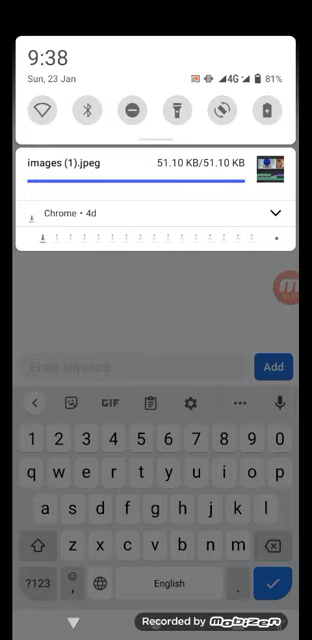 9:38
Sun, 23 Jan
4G 81%
images (1).jpeg 51.10 KB/51.10 KB
Chrome • 4d
Enter keyword Add
GIF
1 2 3 4 5 6 7 8 9 0
q w e r t y u i o p
a s d f g h j k l
z x c v b n m
?123 , English .
Recorded by Mobizen